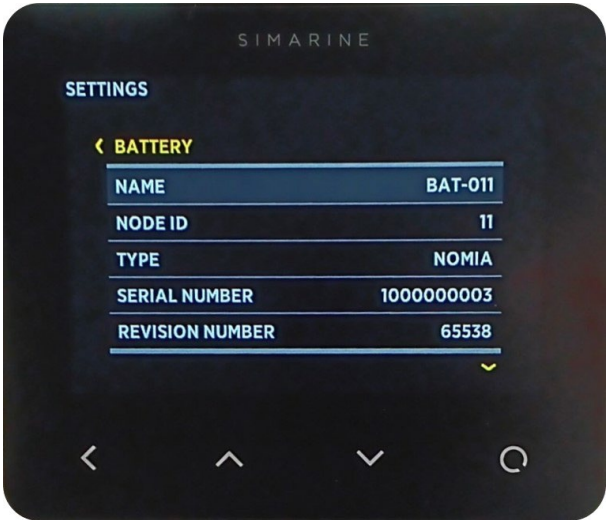 SIMARINE
SETTINGS
BATTERY
NAME BAT-011
NODE ID 11
TYPE NOMIA
SERIAL NUMBER 1000000003
REVISION NUMBER 65538